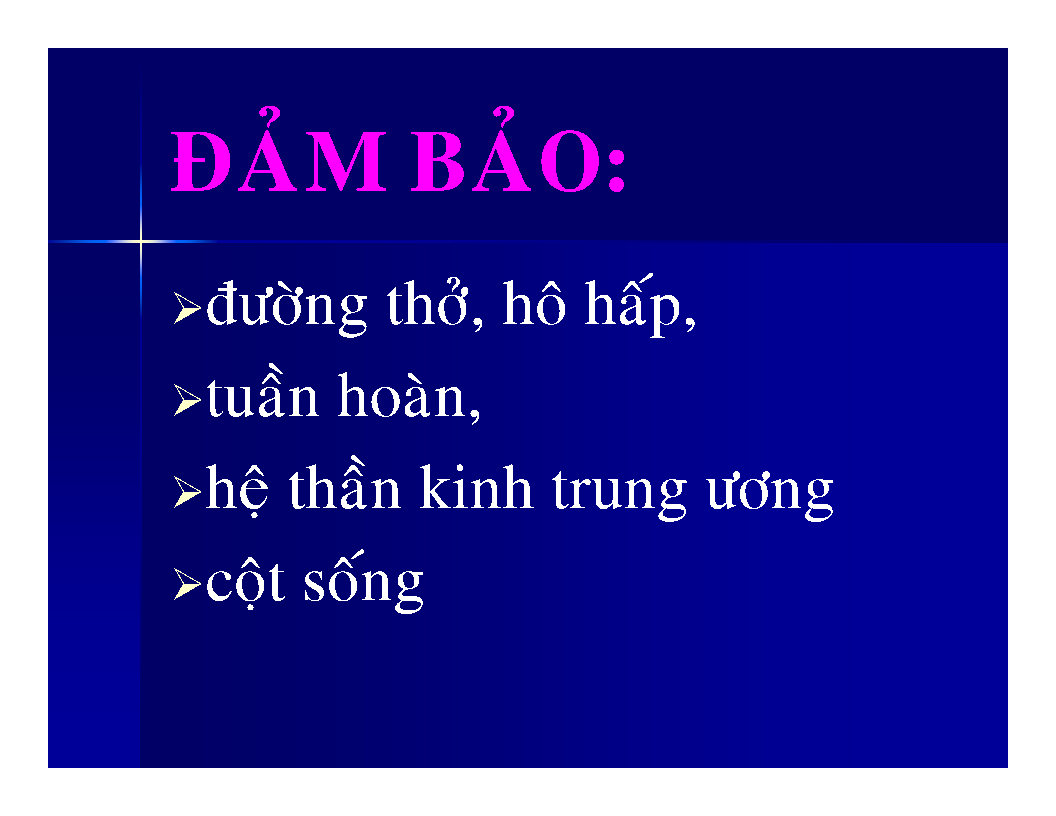 ĐẢM BẢO:
➢đường thở, hô hấp,
➢tuần hoàn,
➢hệ thần kinh trung ương
➢cột sống